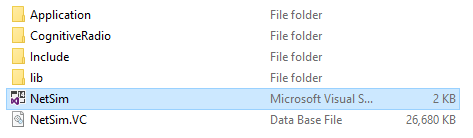 Application File folder
CognitiveRadio File folder
Include File folder
lib File folder
NetSim Microsoft Visual S... 2 KB
NetSim.VC Data Base File 26,680 KB